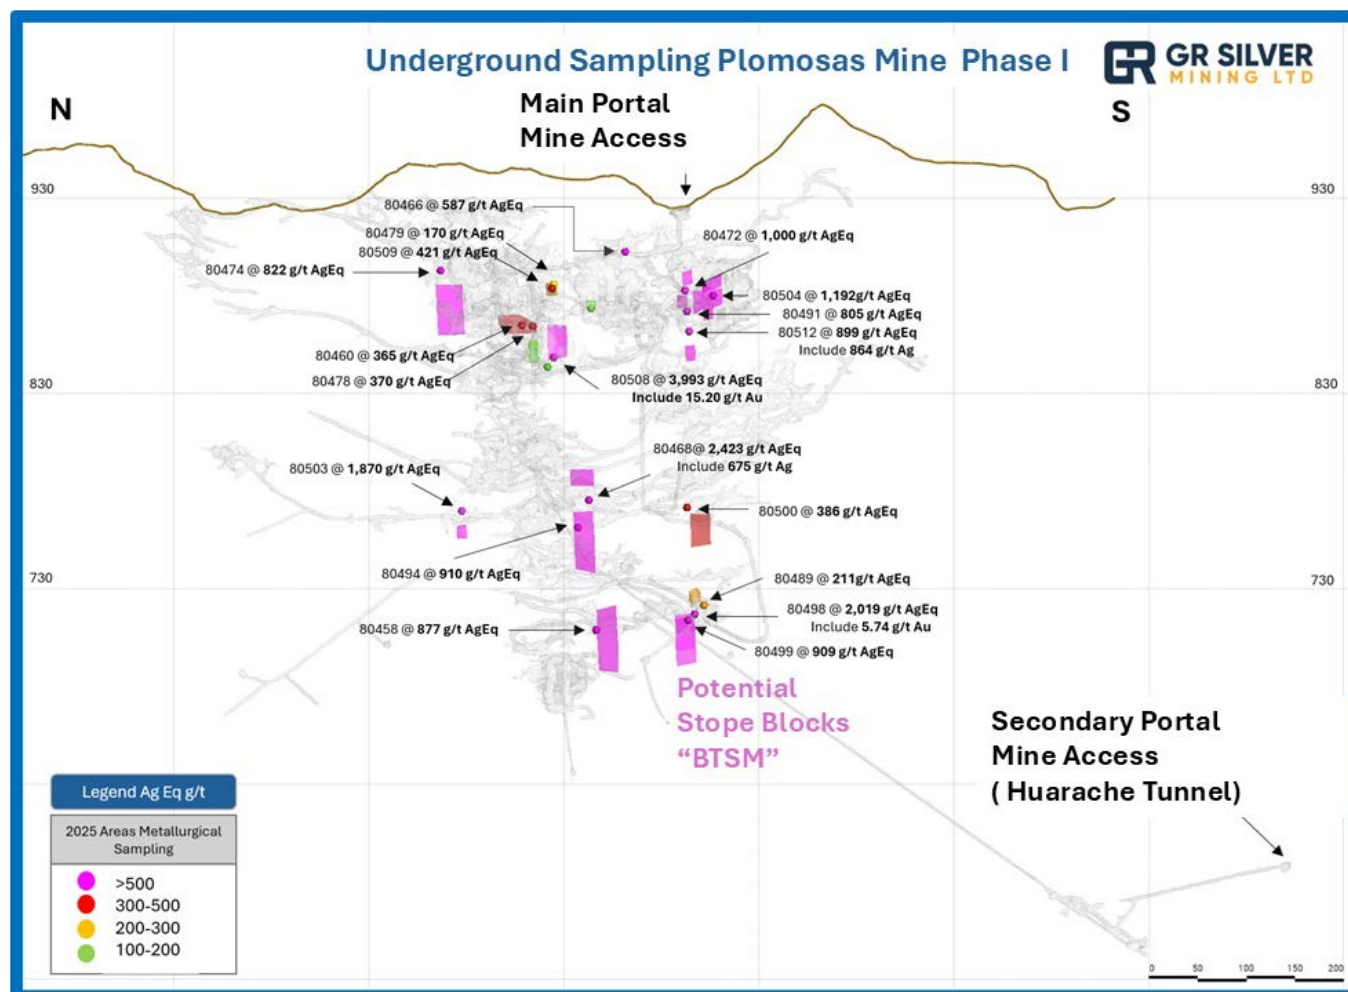 Underground Sampling Plomosas Mine Phase I
GR SILVER
MINING LTD
N
Main Portal
Mine Access
S
930
930
80466 @ 587 g/t AgEq
80479 @ 170 g/t AgEq
80509 @ 421 g/t AgEq
80474 @ 822 g/t AgEq
80472 @ 1,000 g/t AgEq
80504 @ 1,192g/t AgEq
80491 @ 805 g/t AgEq
80512 @ 899 g/t AgEq
Include 864 g/t Ag
80460 @ 365 g/t AgEq
80478 @ 370 g/t AgEq
80508 @ 3,993 g/t AgEq
Include 15.20 g/t Au
830
830
80468@ 2,423 g/t AgEq
Include 675 g/t Ag
80503 @ 1,870 g/t AgEq
80500 @ 386 g/t AgEq
80494 @ 910 g/t AgEq
730
730
80489 @ 211g/t AgEq
80498 @ 2,019 g/t AgEq
Include 5.74 g/t Au
80458 @ 877 g/t AgEq
80499 @ 909 g/t AgEq
Potential
Stope Blocks
“BTSM”
Secondary Portal
Mine Access
( Huarache Tunnel)
Legend Ag Eq g/t
2025 Areas Metallurgical
Sampling
>500
300-500
200-300
100-200
0 50 100 150 200